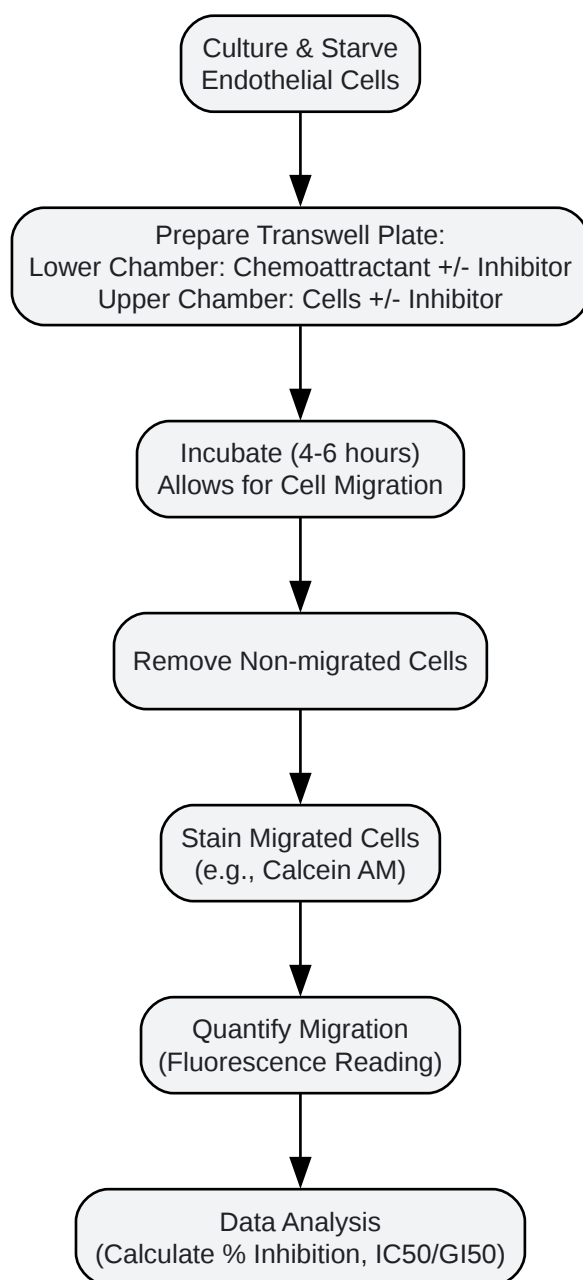 Culture & Starve
Endothelial Cells
Prepare Transwell Plate:
Lower Chamber: Chemoattractant +/- Inhibitor
Upper Chamber: Cells +/- Inhibitor
Incubate (4-6 hours)
Allows for Cell Migration
Remove Non-migrated Cells
Stain Migrated Cells
(e.g., Calcein AM)
Quantify Migration
(Fluorescence Reading)
Data Analysis
(Calculate % Inhibition, IC50/GI50)